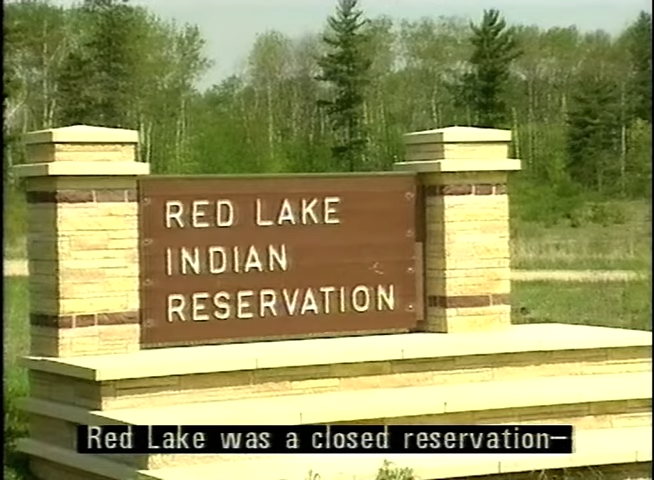 RED LAKE
INDIAN
RESERVATION
Red Lake was a closed reservation—